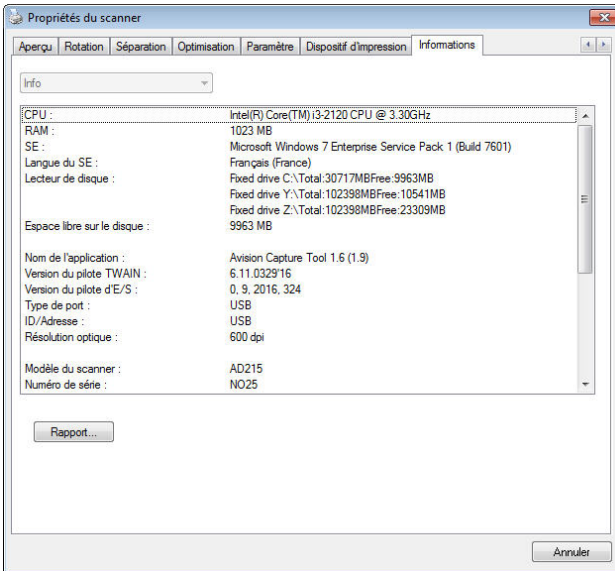 Propriétés du scanner
Aperçu Rotation Séparation Optimisation Paramètre Dispositif d'impression Informations
Info
CPU : Intel(R) Core(TM) i3-2120 CPU @ 3.30GHz
RAM : 1023 MB
SE : Microsoft Windows 7 Enterprise Service Pack 1 (Build 7601)
Langue du SE : Français (France)
Lecteur de disque : Fixed drive C:\Total:30717MBFree:9963MB
Fixed drive Y:\Total:102398MBFree:10541MB
Fixed drive Z:\Total:102398MBFree:23309MB
Espace libre sur le disque : 9963 MB
Nom de l'application : Avision Capture Tool 1.6 (1.9)
Version du pilote TWAIN : 6.11.0329'16
Version du pilote d'E/S : 0, 9, 2016, 324
Type de port : USB
ID/Adresse : USB
Résolution optique : 600 dpi
Modèle du scanner : AD215
Numéro de série : NO25
Rapport...
Annuler